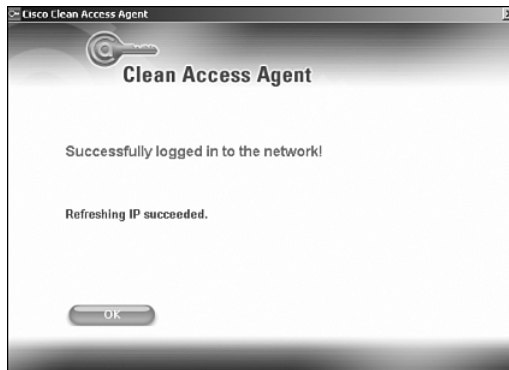 Cisco Clean Access Agent
Clean Access Agent
Successfully logged in to the network!
Refreshing IP succeeded.
OK